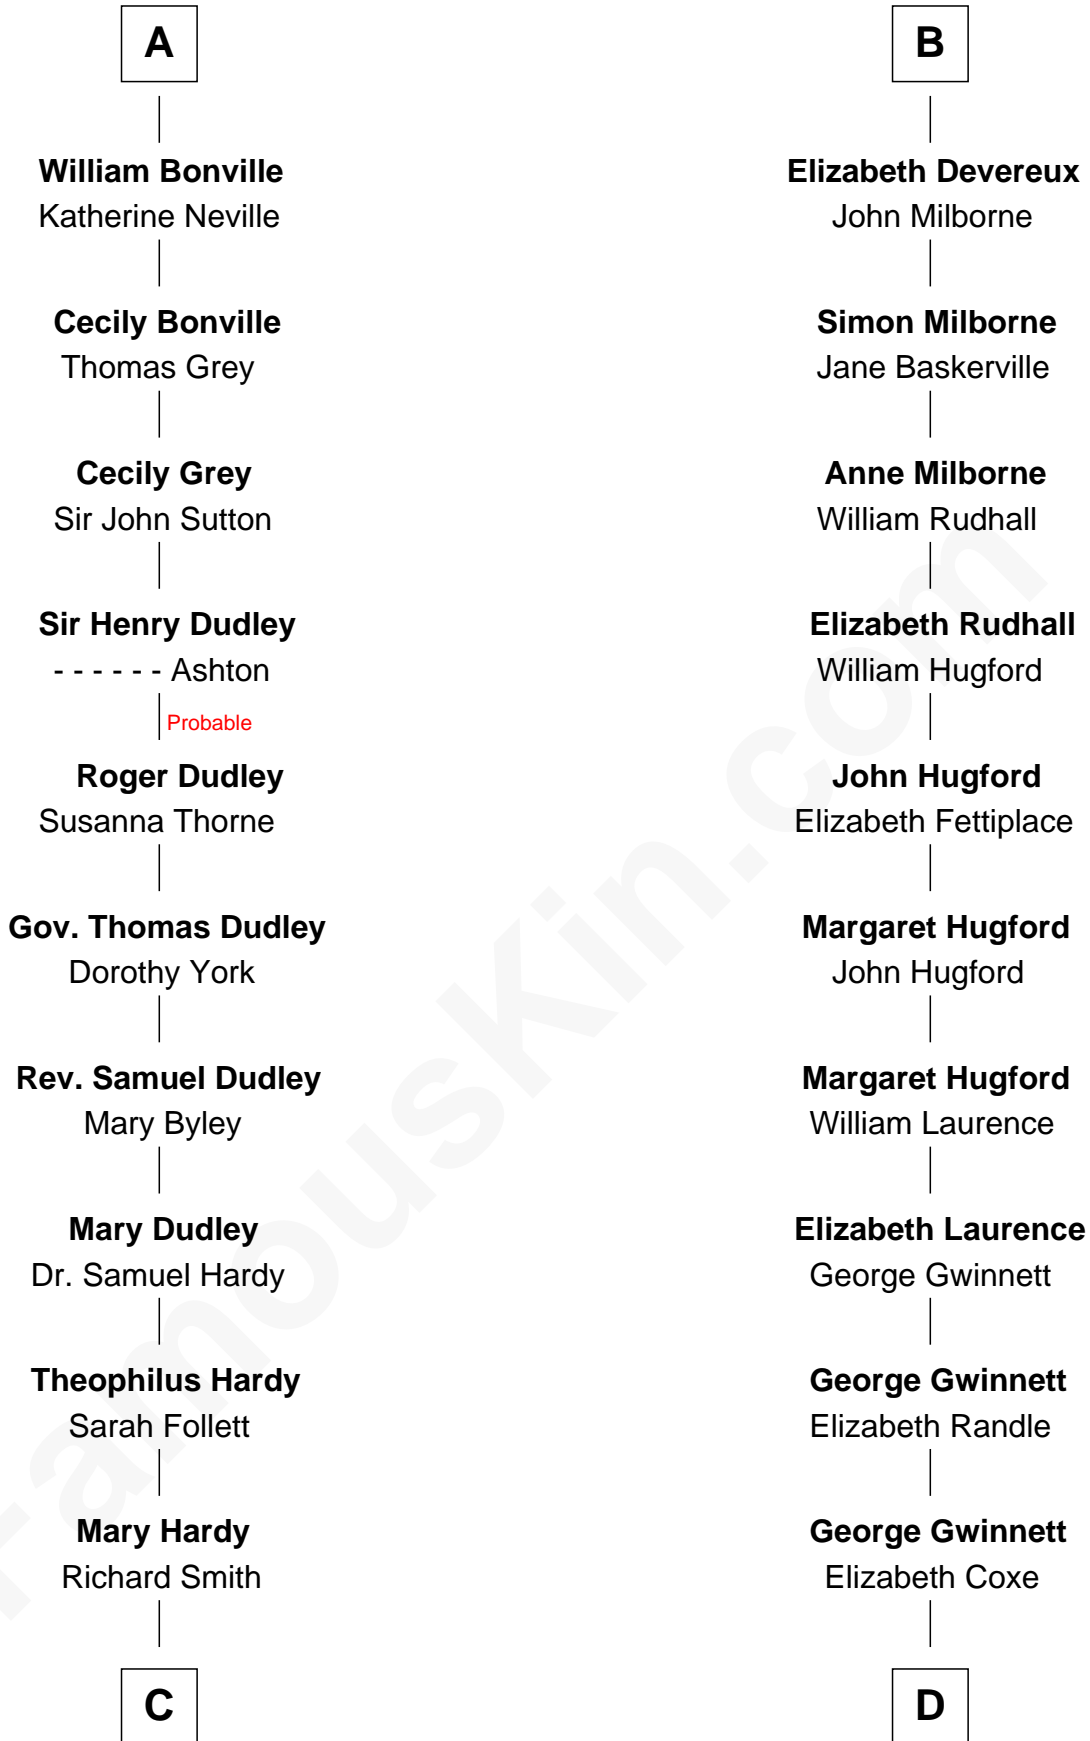 A
William Bonville
Katherine Neville
Cecily Bonville
Thomas Grey
Cecily Grey
Sir John Sutton
Sir Henry Dudley
- - - - - - Ashton
Probable
Roger Dudley
Susanna Thorne
Gov. Thomas Dudley
Dorothy York
Rev. Samuel Dudley
Mary Byley
Mary Dudley
Dr. Samuel Hardy
Theophilus Hardy
Sarah Follett
Mary Hardy
Richard Smith
C
B
Elizabeth Devereux
John Milborne
Simon Milborne
Jane Baskerville
Anne Milborne
William Rudhall
Elizabeth Rudhall
William Hugford
John Hugford
Elizabeth Fettiplace
Margaret Hugford
John Hugford
Margaret Hugford
William Laurence
Elizabeth Laurence
George Gwinnett
George Gwinnett
Elizabeth Randle
George Gwinnett
Elizabeth Coxe
D
FamousKin.com